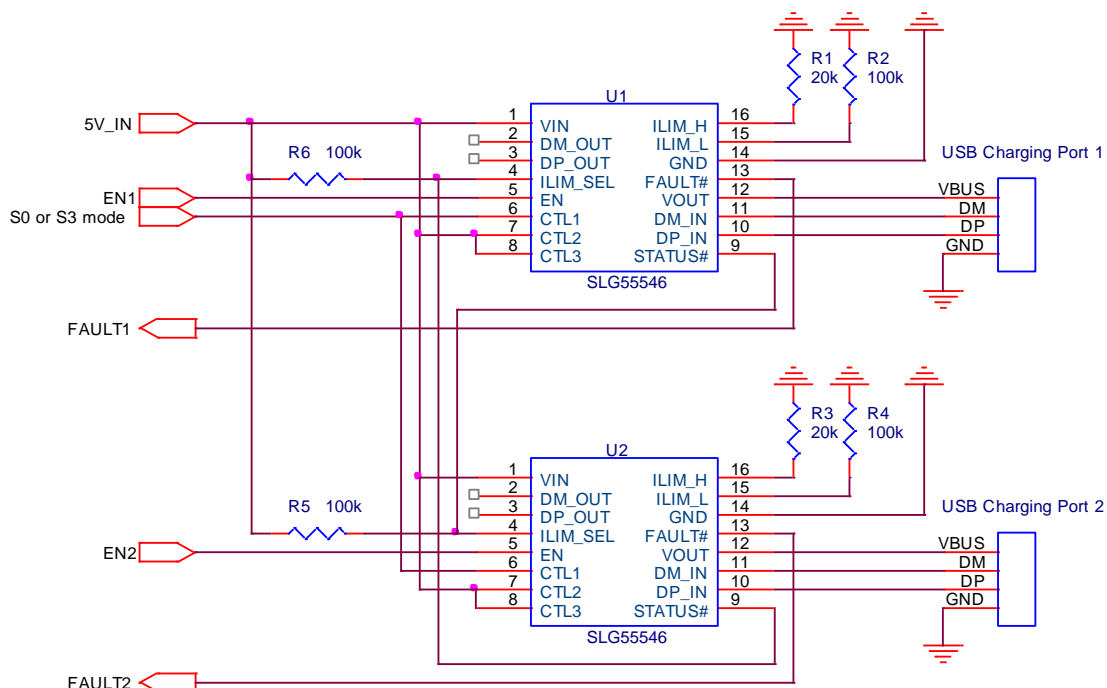 R1
20k
R2
100k
U1
5V_IN
1
VIN
ILIM_H
16
2
DM_OUT
ILIM_L
15
3
DP_OUT
GND
14
R6 100k
4
ILIM_SEL
FAULT#
13
EN1
5
EN
VOUT
12
S0 or S3 mode
6
CTL1
DM_IN
11
7
CTL2
DP_IN
10
8
CTL3
STATUS#
9
SLG55546
USB Charging Port 1
VBUS
DM
DP
GND
FAULT1
R3
20k
R4
100k
U2
1
VIN
ILIM_H
16
2
DM_OUT
ILIM_L
15
3
DP_OUT
GND
14
R5 100k
4
ILIM_SEL
FAULT#
13
EN2
5
EN
VOUT
12
6
CTL1
DM_IN
11
7
CTL2
DP_IN
10
8
CTL3
STATUS#
9
SLG55546
USB Charging Port 2
VBUS
DM
DP
GND
FAULT2